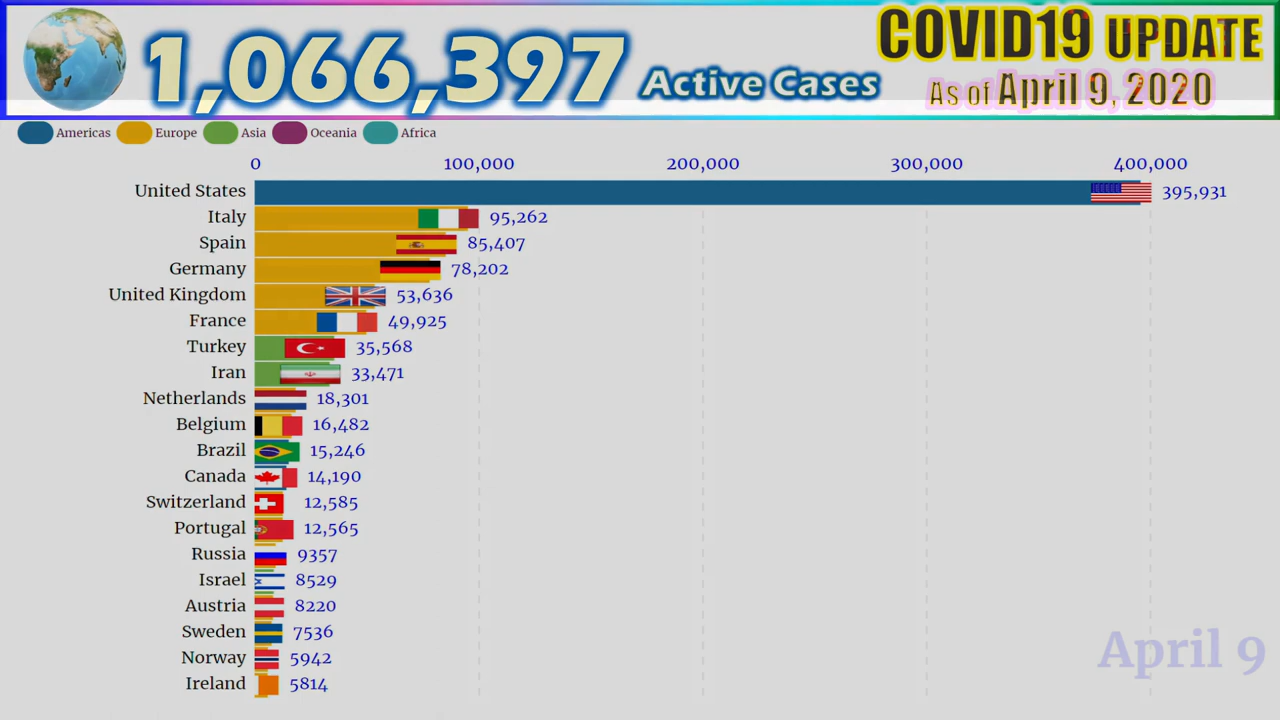 1,066,397 Active Cases
COVID19 UPDATE
As of April 9, 2020
Americas Europe Asia Oceania Africa
0 100,000 200,000 300,000 400,000
United States 395,931
Italy 95,262
Spain 85,407
Germany 78,202
United Kingdom 53,636
France 49,925
Turkey 35,568
Iran 33,471
Netherlands 18,301
Belgium 16,482
Brazil 15,246
Canada 14,190
Switzerland 12,585
Portugal 12,565
Russia 9357
Israel 8529
Austria 8220
Sweden 7536
Norway 5942
Ireland 5814
April 9